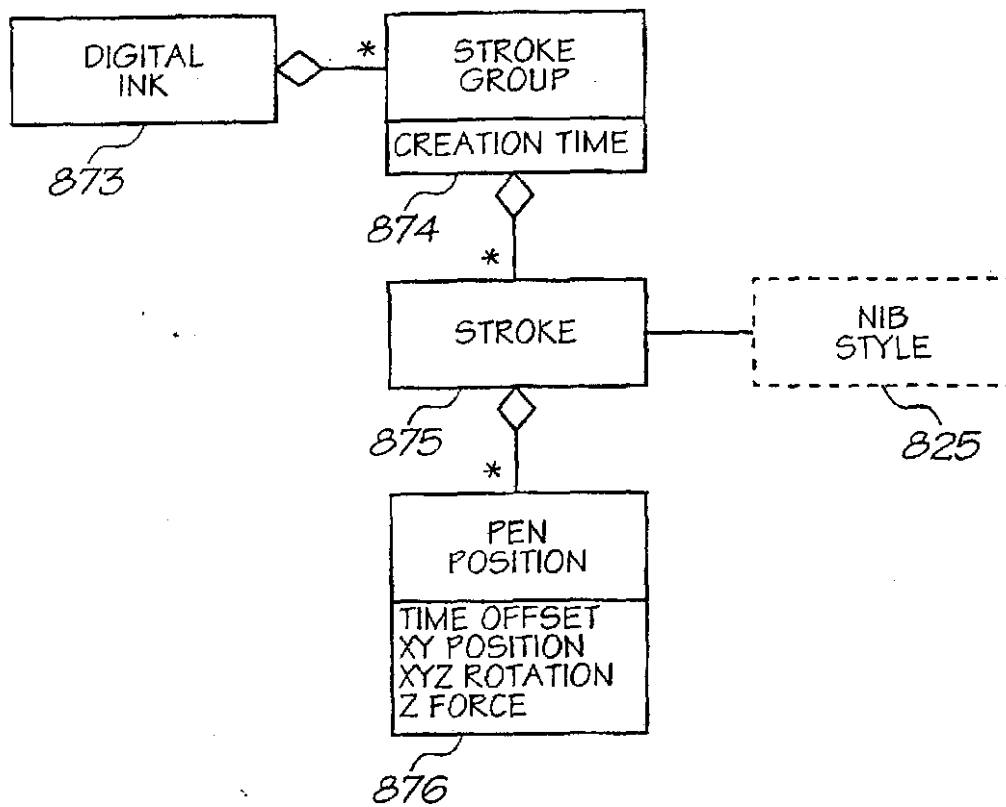 DIGITAL
INK
873
*
STROKE
GROUP
CREATION TIME
874
*
STROKE
875
NIB
STYLE
825
*
PEN
POSITION
TIME OFFSET
XY POSITION
XYZ ROTATION
Z FORCE
876